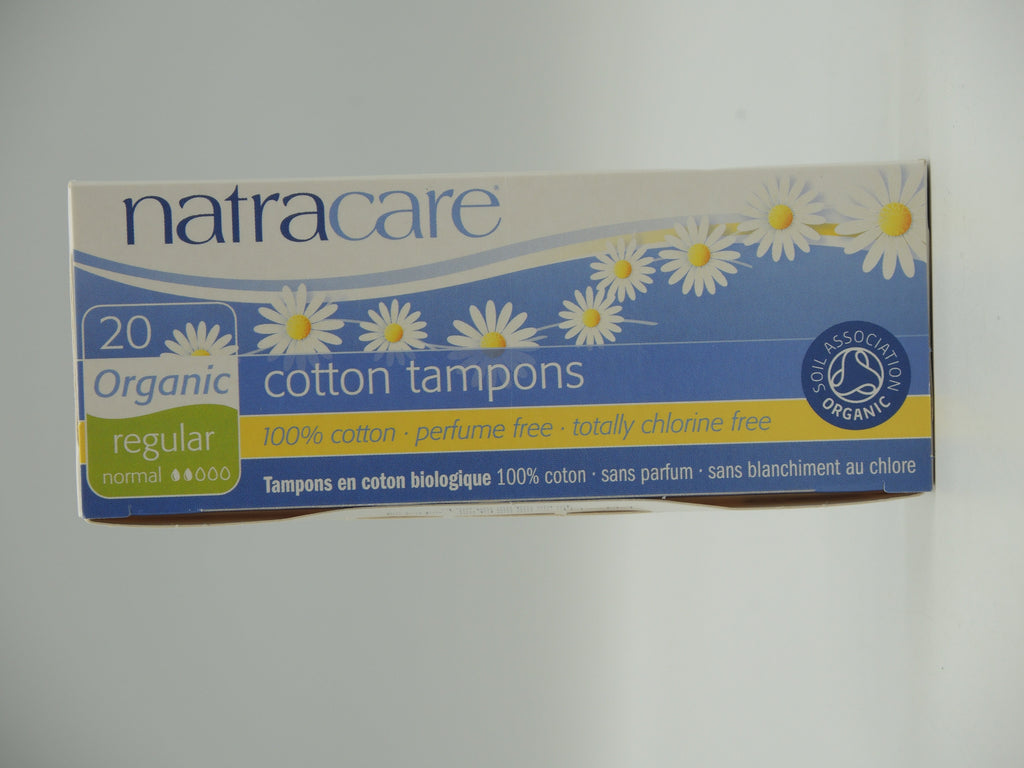 natracare
20
Organic
regular
normal
cotton tampons
100% cotton · perfume free · totally chlorine free
Tampons en coton biologique 100% coton · sans parfum · sans blanchiment au chlore
SOIL ASSOCIATION
ORGANIC